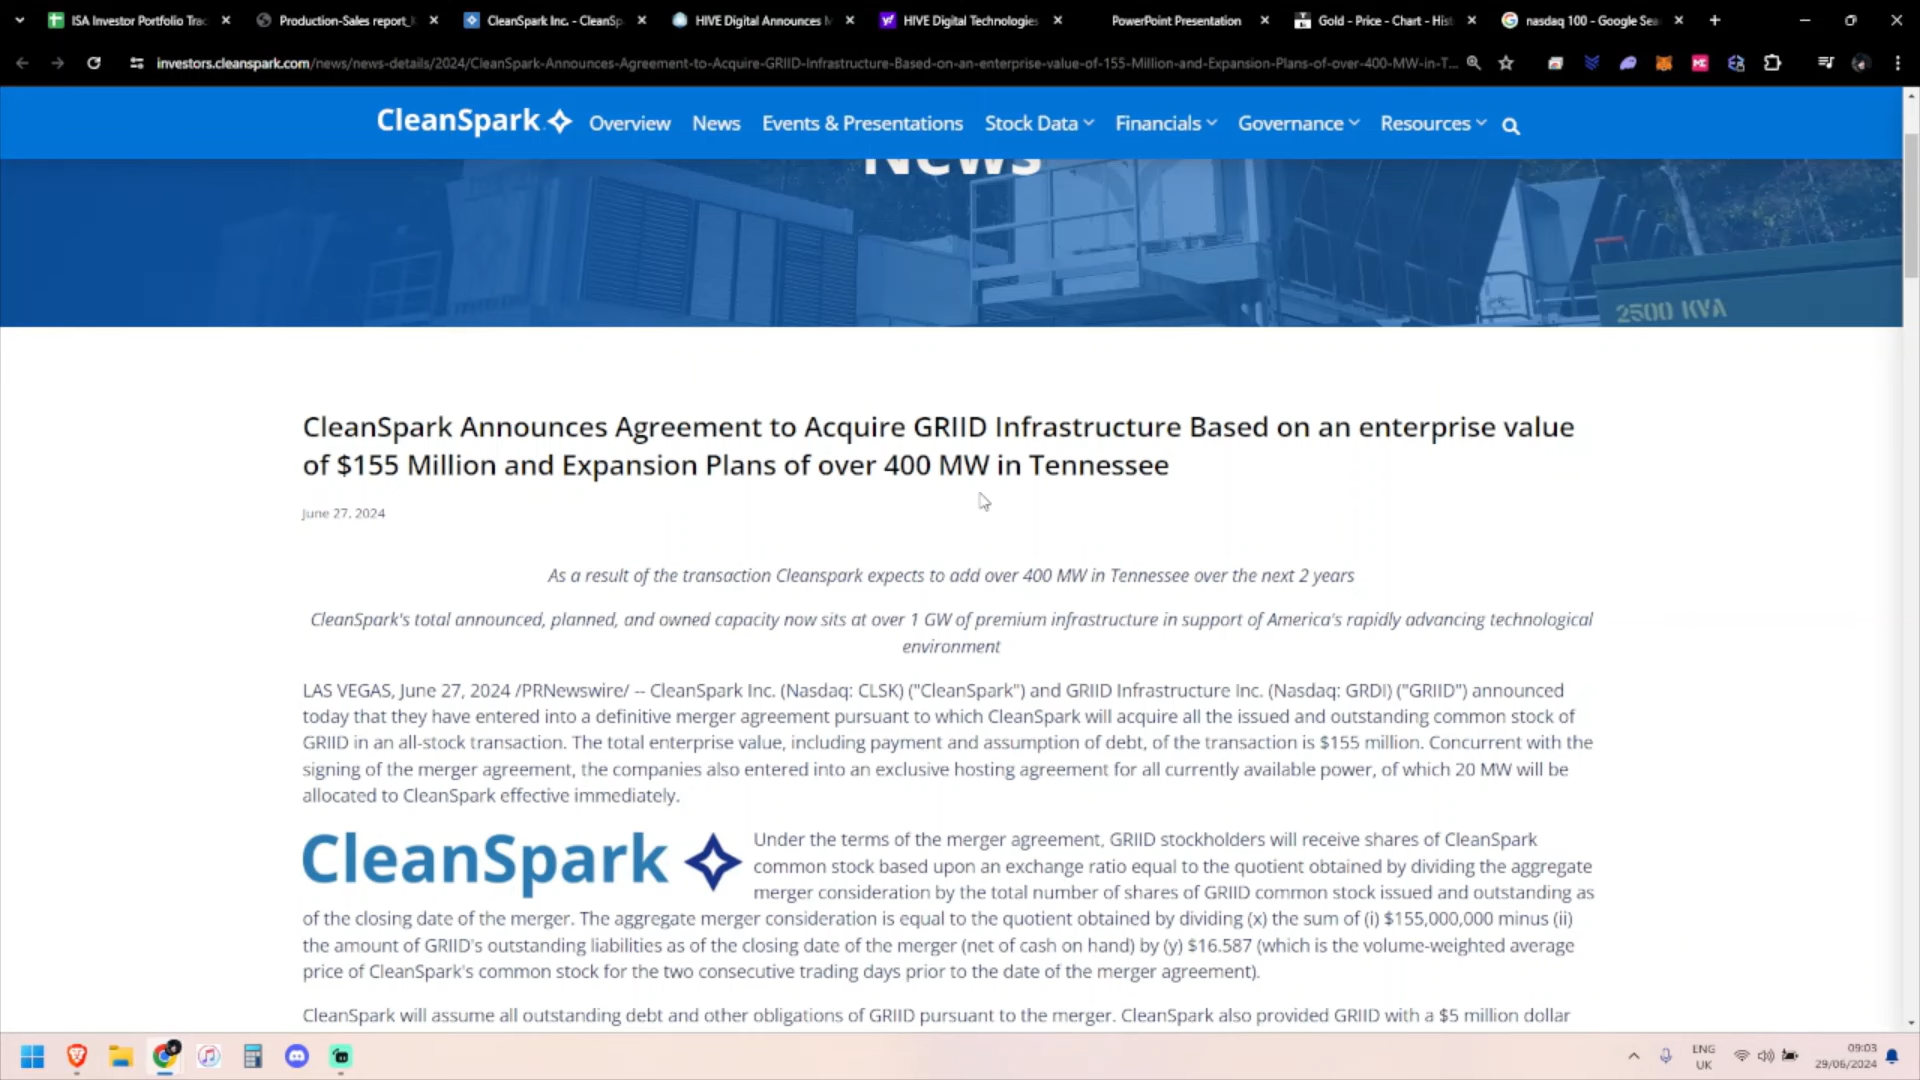 ISA Investor Portfolio Trac
Production-Sales report_
CleanSpark Inc. - CleanSp
HIVE Digital Announces M
HIVE Digital Technologies
PowerPoint Presentation
Gold - Price - Chart - Hist
nasdaq 100 - Google Sea
investors.cleanspark.com/news/news-details/2024/CleanSpark-Announces-Agreement-to-Acquire-GRIID-Infrastructure-Based-on-an-enterprise-value-of-155-Million-and-Expansion-Plans-of-over-400-MW-in-T...
CleanSpark
Overview
News
Events & Presentations
Stock Data
Financials
Governance
Resources
News
2500 KVA
CleanSpark Announces Agreement to Acquire GRIID Infrastructure Based on an enterprise value
of $155 Million and Expansion Plans of over 400 MW in Tennessee
June 27, 2024
As a result of the transaction Cleanspark expects to add over 400 MW in Tennessee over the next 2 years
CleanSpark's total announced, planned, and owned capacity now sits at over 1 GW of premium infrastructure in support of America's rapidly advancing technological
environment
LAS VEGAS, June 27, 2024 /PRNewswire/ -- CleanSpark Inc. (Nasdaq: CLSK) ("CleanSpark") and GRIID Infrastructure Inc. (Nasdaq: GRDI) ("GRIID") announced
today that they have entered into a definitive merger agreement pursuant to which CleanSpark will acquire all the issued and outstanding common stock of
GRIID in an all-stock transaction. The total enterprise value, including payment and assumption of debt, of the transaction is $155 million. Concurrent with the
signing of the merger agreement, the companies also entered into an exclusive hosting agreement for all currently available power, of which 20 MW will be
allocated to CleanSpark effective immediately.
CleanSpark
Under the terms of the merger agreement, GRIID stockholders will receive shares of CleanSpark
common stock based upon an exchange ratio equal to the quotient obtained by dividing the aggregate
merger consideration by the total number of shares of GRIID common stock issued and outstanding as
of the closing date of the merger. The aggregate merger consideration is equal to the quotient obtained by dividing (x) the sum of (i) $155,000,000 minus (ii)
the amount of GRIID's outstanding liabilities as of the closing date of the merger (net of cash on hand) by (y) $16.587 (which is the volume-weighted average
price of CleanSpark's common stock for the two consecutive trading days prior to the date of the merger agreement).
CleanSpark will assume all outstanding debt and other obligations of GRIID pursuant to the merger. CleanSpark also provided GRIID with a $5 million dollar
ENG
UK
09:03
29/06/2024